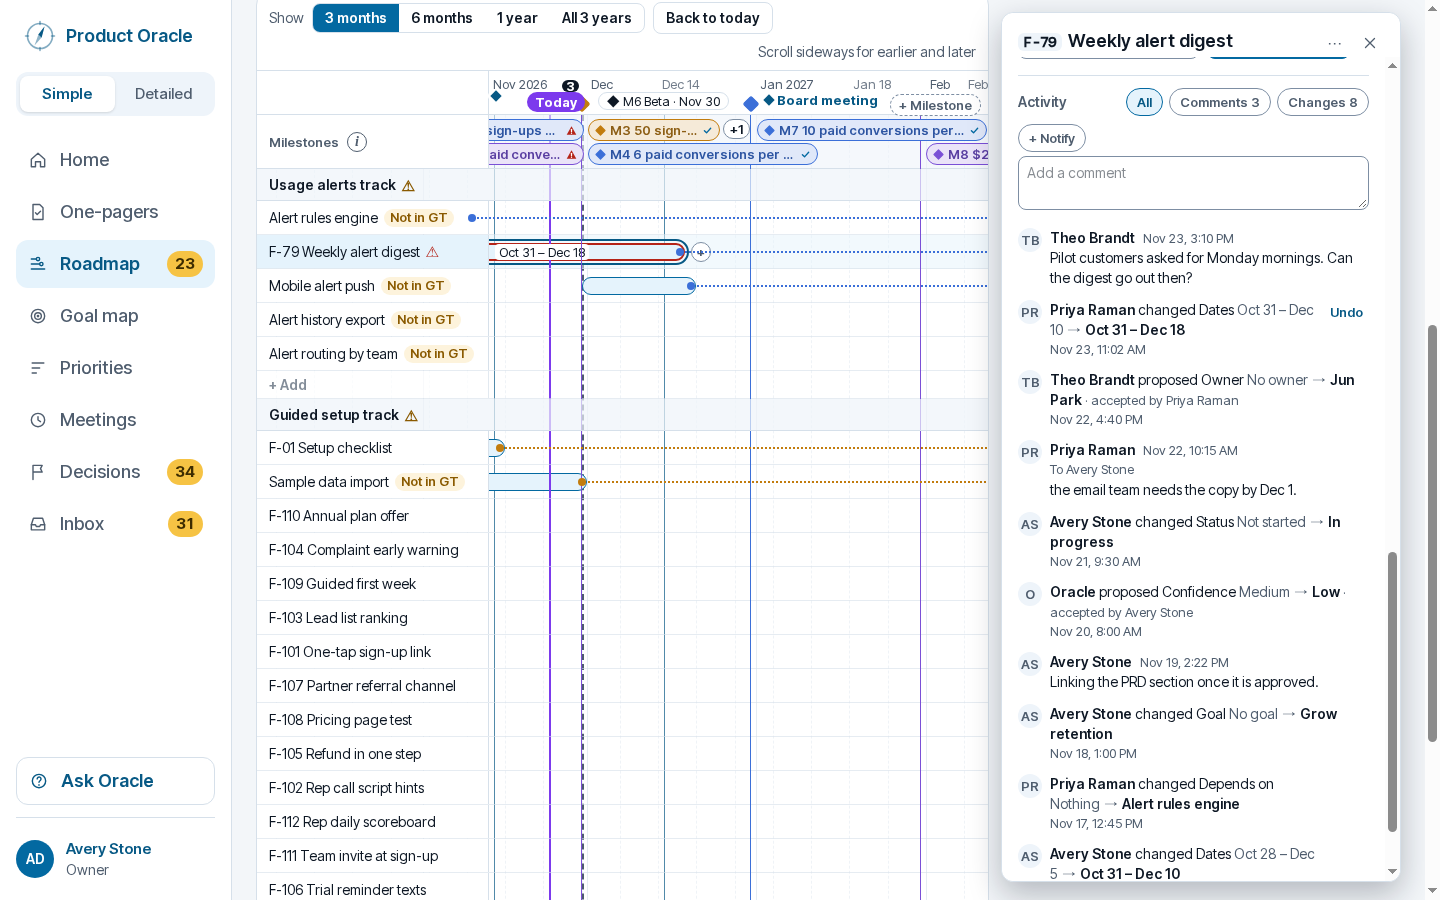 Product Oracle
Simple
Detailed
Home
One-pagers
Roadmap
23
Goal map
Priorities
Meetings
Decisions
34
Inbox
31
Ask Oracle
AD
Avery Stone
Owner
Show
3 months
6 months
1 year
All 3 years
Back to today
Scroll sideways for earlier and later
Nov 2026
3
Dec
Dec 14
Jan 2027
Jan 18
Feb
Feb
Today
M6 Beta · Nov 30
Board meeting
+ Milestone
Milestones
i
sign-ups ...
M3 50 sign-...
+1
M7 10 paid conversions per...
aid conve...
M4 6 paid conversions per ...
M8 $2
Usage alerts track
Alert rules engine
Not in GT
F-79 Weekly alert digest
Oct 31 – Dec 18
+
Mobile alert push
Not in GT
Alert history export
Not in GT
Alert routing by team
Not in GT
+ Add
Guided setup track
F-01 Setup checklist
Sample data import
Not in GT
F-110 Annual plan offer
F-104 Complaint early warning
F-109 Guided first week
F-103 Lead list ranking
F-101 One-tap sign-up link
F-107 Partner referral channel
F-108 Pricing page test
F-105 Refund in one step
F-102 Rep call script hints
F-112 Rep daily scoreboard
F-111 Team invite at sign-up
F-106 Trial reminder texts
F-79 Weekly alert digest
...
Activity
All
Comments 3
Changes 8
+ Notify
Add a comment
TB
Theo Brandt Nov 23, 3:10 PM
Pilot customers asked for Monday mornings. Can
the digest go out then?
PR
Priya Raman changed Dates Oct 31 – Dec
10 → Oct 31 – Dec 18
Undo
Nov 23, 11:02 AM
TB
Theo Brandt proposed Owner No owner → Jun
Park · accepted by Priya Raman
Nov 22, 4:40 PM
PR
Priya Raman Nov 22, 10:15 AM
To Avery Stone
the email team needs the copy by Dec 1.
AS
Avery Stone changed Status Not started → In
progress
Nov 21, 9:30 AM
O
Oracle proposed Confidence Medium → Low ·
accepted by Avery Stone
Nov 20, 8:00 AM
AS
Avery Stone Nov 19, 2:22 PM
Linking the PRD section once it is approved.
AS
Avery Stone changed Goal No goal → Grow
retention
Nov 18, 1:00 PM
PR
Priya Raman changed Depends on
Nothing → Alert rules engine
Nov 17, 12:45 PM
AS
Avery Stone changed Dates Oct 28 – Dec
5 → Oct 31 – Dec 10